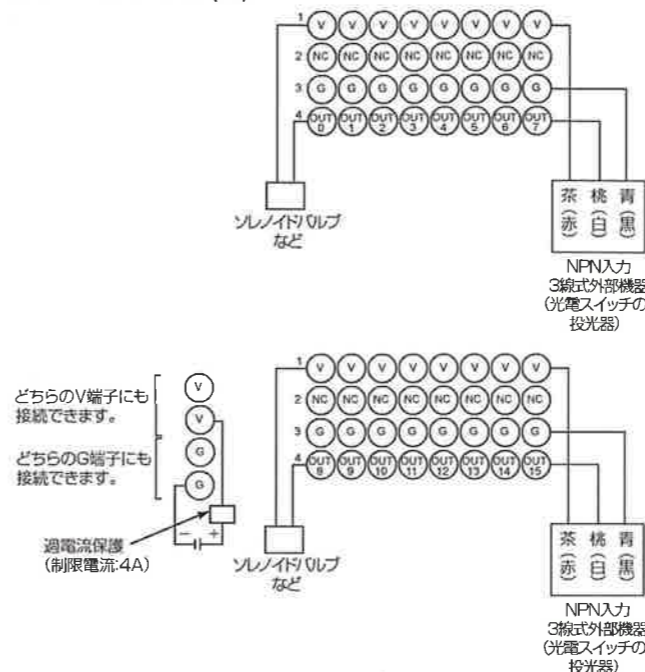 1 V V V V V V V V
2 NC NC NC NC NC NC NC NC
3 G G G G G G G G
4 OUT 0 OUT 1 OUT 2 OUT 3 OUT 4 OUT 5 OUT 6 OUT 7
ソレノイドバルブ
など
茶 桃 青
(赤) (白) (黒)
NPN入力
3線式外部機器
(光電スイッチの
投光器)
どちらのV端子にも
接続できます。
どちらのG端子にも
接続できます。
V
V
G
G
− +
過電流保護
(制限電流:4A)
1 V V V V V V V V
2 NC NC NC NC NC NC NC NC
3 G G G G G G G G
4 OUT 8 OUT 9 OUT 10 OUT 11 OUT 12 OUT 13 OUT 14 OUT 15
ソレノイドバルブ
など
茶 桃 青
(赤) (白) (黒)
NPN入力
3線式外部機器
(光電スイッチの
投光器)